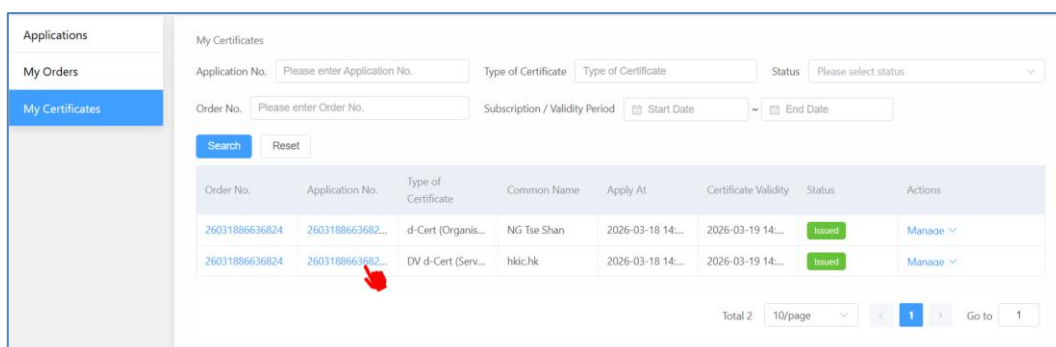 Applications
My Orders
My Certificates
My Certificates
Application No. Please enter Application No. Type of Certificate Type of Certificate Status Please select status
Order No. Please enter Order No. Subscription / Validity Period Start Date ~ End Date
Search Reset
Order No. Application No. Type of Certificate Common Name Apply At Certificate Validity Status Actions
26031886636824 2603188663682... d-Cert (Organis... NG Tse Shan 2026-03-18 14:... 2026-03-19 14:... Issued Manage
26031886636824 2603188663682... DV d-Cert (Serv... hkic.hk 2026-03-18 14:... 2026-03-19 14:... Issued Manage
Total 2 10/page < 1 > Go to 1